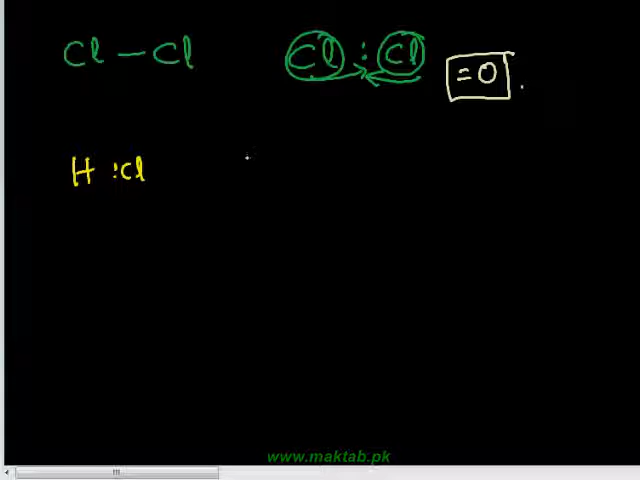 Cl – Cl Cl : Cl = 0 .
H :Cl
www.maktab.pk